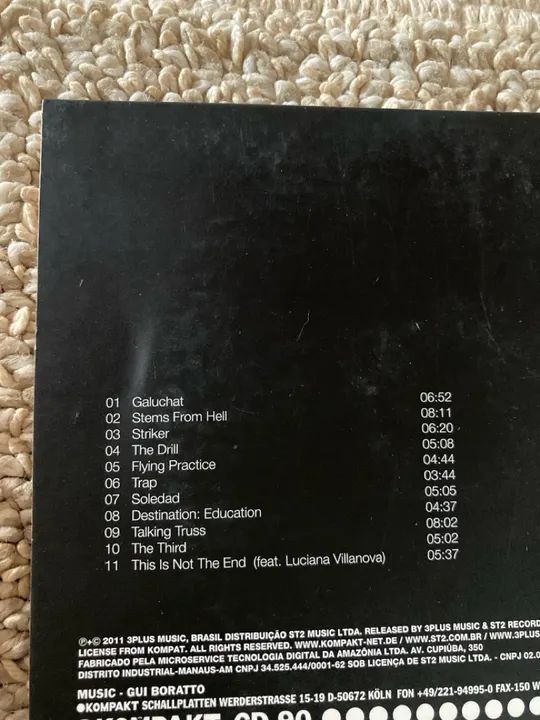 01 Galuchat 06:52
02 Stems From Hell 08:11
03 Striker 06:20
04 The Drill 05:08
05 Flying Practice 04:44
06 Trap 03:44
07 Soledad 05:05
08 Destination: Education 04:37
09 Talking Truss 08:02
10 The Third 05:02
11 This Is Not The End (feat. Luciana Villanova) 05:37
℗+© 2011 3PLUS MUSIC, BRASIL DISTRIBUIÇÃO ST2 MUSIC LTDA. RELEASED BY 3PLUS MUSIC & ST2 RECORD
LICENSE FROM KOMPAT. ALL RIGHTS RESERVED. WWW.KOMPAKT-NET.DE / WWW.ST2.COM.BR / WWW.3PLUS
FABRICADO PELA MICROSERVICE TECNOLOGIA DIGITAL DA AMAZÔNIA LTDA. AV. CUPIÚBA, 350
DISTRITO INDUSTRIAL-MANAUS-AM CNPJ 34.525.444/0001-62 SOB LICENÇA DE ST2 MUSIC LTDA. - CNPJ 02.0
MUSIC - GUI BORATTO
●KOMPAKT SCHALLPLATTEN WERDERSTRASSE 15-19 D-50672 KÖLN FON +49/221-94995-0 FAX-150 W
KOMPAKT CD 90